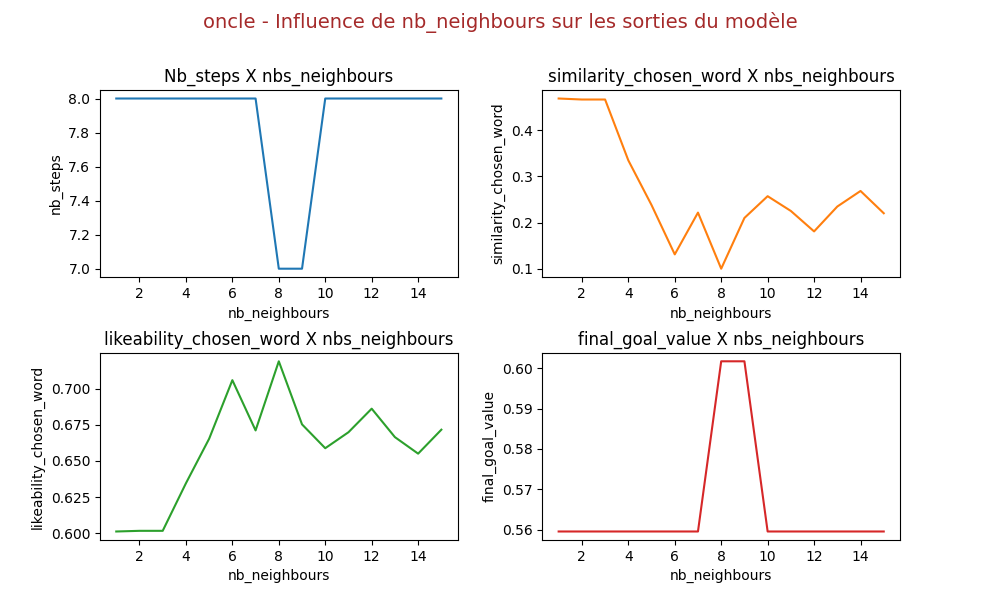 oncle - Influence de nb_neighbours sur les sorties du modèle
Nb_steps X nbs_neighbours
nb_steps
8.0
7.8
7.6
7.4
7.2
7.0
2 4 6 8 10 12 14
nb_neighbours
similarity_chosen_word X nbs_neighbours
similarity_chosen_word
0.4
0.3
0.2
0.1
2 4 6 8 10 12 14
nb_neighbours
likeability_chosen_word X nbs_neighbours
likeability_chosen_word
0.700
0.675
0.650
0.625
0.600
2 4 6 8 10 12 14
nb_neighbours
final_goal_value X nbs_neighbours
final_goal_value
0.60
0.59
0.58
0.57
0.56
2 4 6 8 10 12 14
nb_neighbours